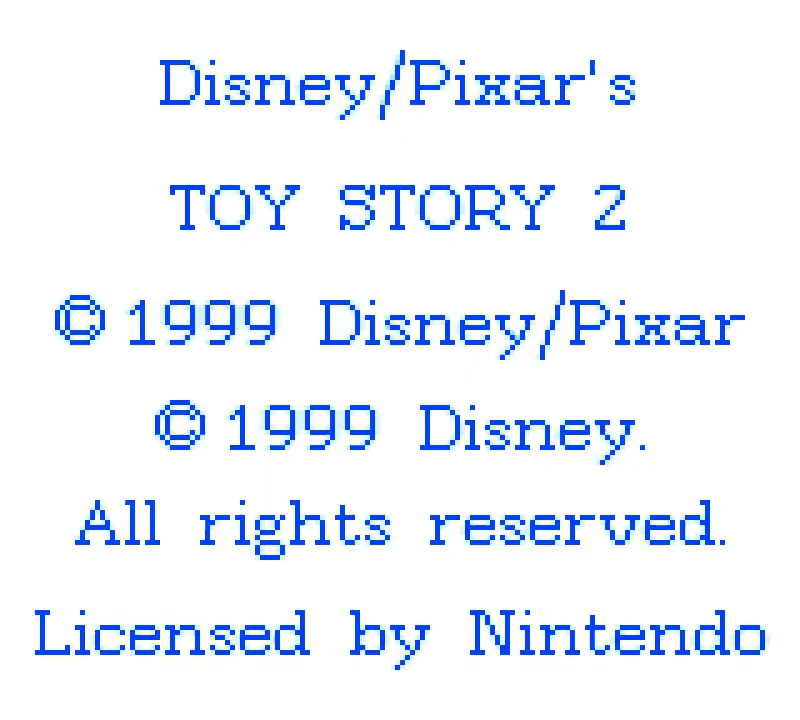 Disney/Pixar's
TOY STORY 2
© 1999 Disney/Pixar
© 1999 Disney.
All rights reserved.
Licensed by Nintendo